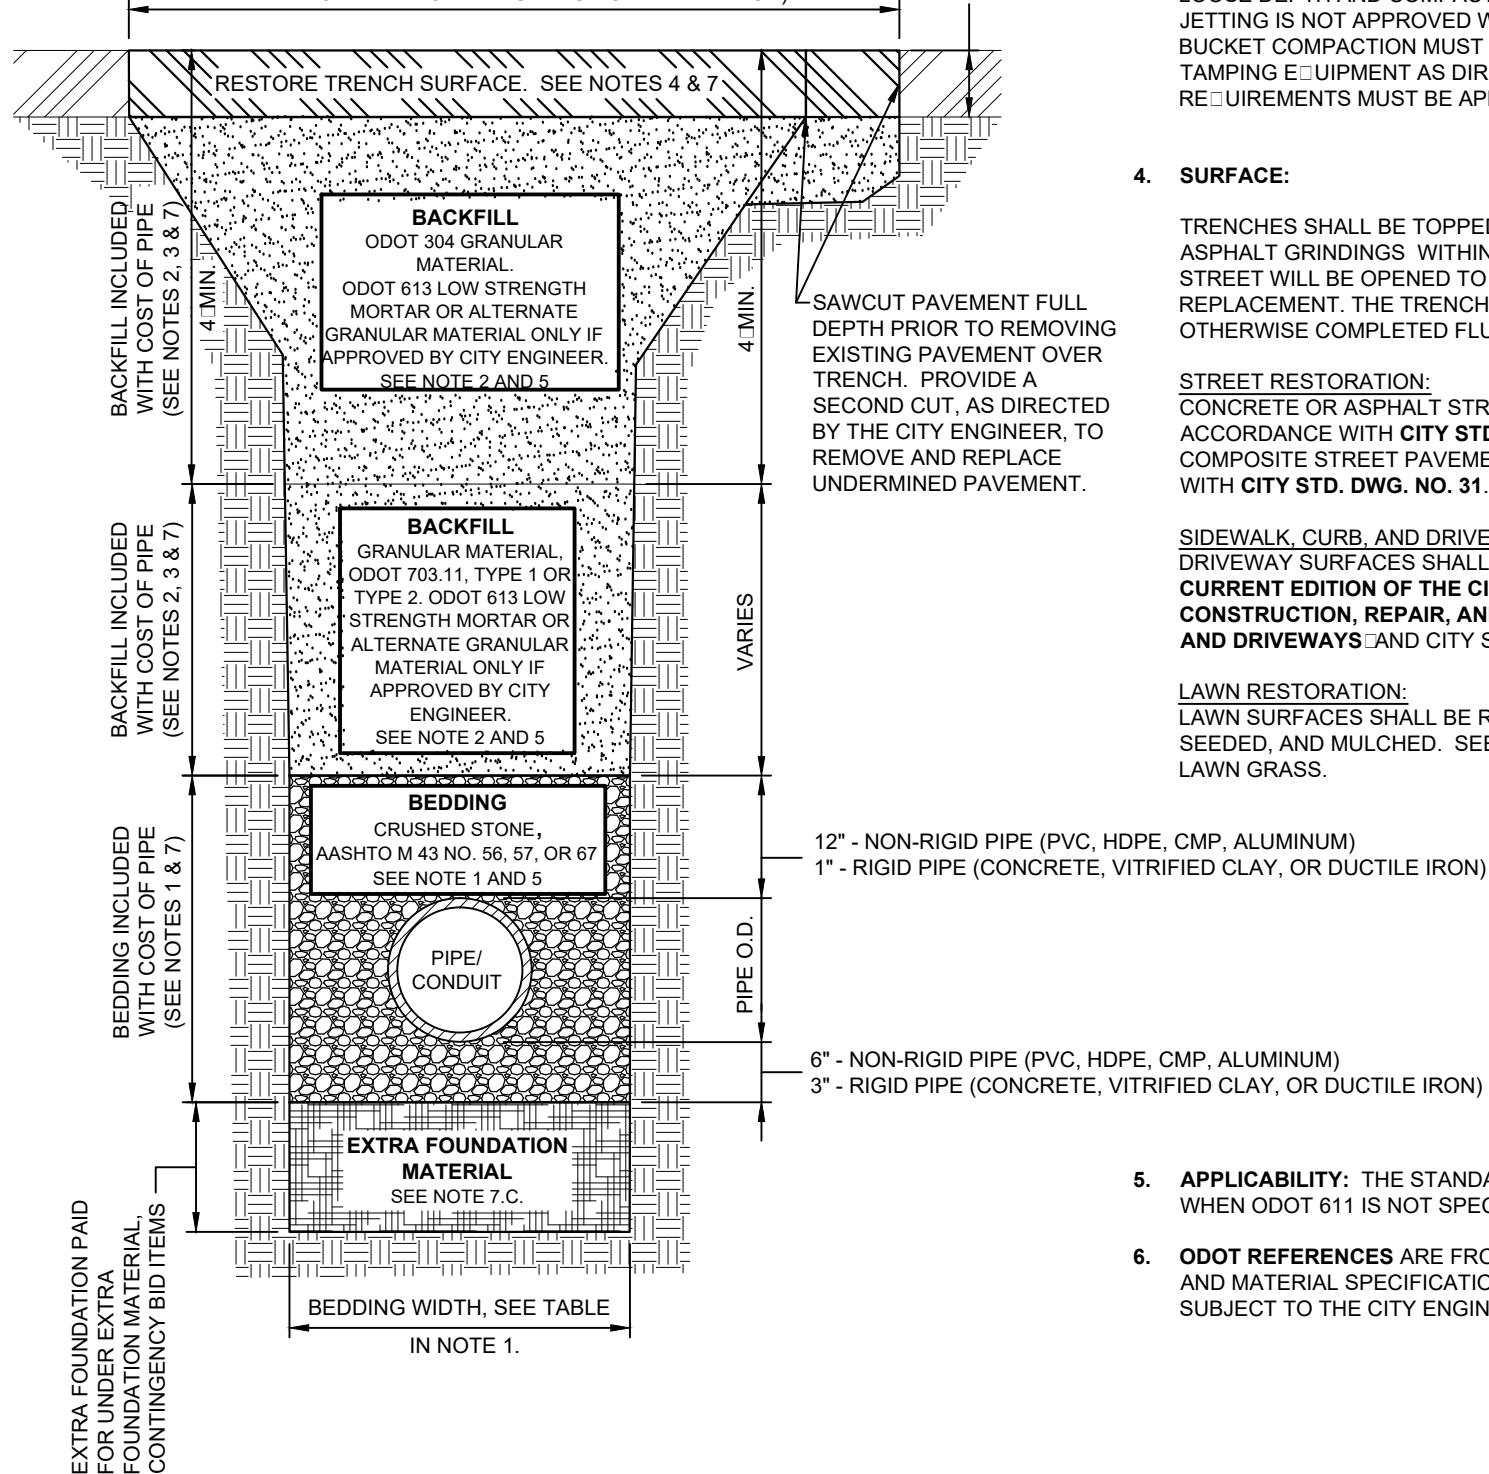 JETTING IS NOT APPROVED W
BUCKET COMPACTION MUST
TAMPING E□UIPMENT AS DIR
RE□UIREMENTS MUST BE API
RESTORE TRENCH SURFACE. SEE NOTES 4 & 7
BACKFILL INCLUDED
WITH COST OF PIPE
(SEE NOTES 2, 3 & 7)
4□MIN.
BACKFILL
ODOT 304 GRANULAR
MATERIAL.
ODOT 613 LOW STRENGTH
MORTAR OR ALTERNATE
GRANULAR MATERIAL ONLY IF
APPROVED BY CITY ENGINEER.
SEE NOTE 2 AND 5
4□MIN.
SAWCUT PAVEMENT FULL
DEPTH PRIOR TO REMOVING
EXISTING PAVEMENT OVER
TRENCH. PROVIDE A
SECOND CUT, AS DIRECTED
BY THE CITY ENGINEER, TO
REMOVE AND REPLACE
UNDERMINED PAVEMENT.
BACKFILL INCLUDED
WITH COST OF PIPE
(SEE NOTES 2, 3 & 7)
BACKFILL
GRANULAR MATERIAL,
ODOT 703.11, TYPE 1 OR
TYPE 2. ODOT 613 LOW
STRENGTH MORTAR OR
ALTERNATE GRANULAR
MATERIAL ONLY IF
APPROVED BY CITY
ENGINEER.
SEE NOTE 2 AND 5
VARIES
BEDDING INCLUDED
WITH COST OF PIPE
(SEE NOTES 1 & 7)
BEDDING
CRUSHED STONE,
AASHTO M 43 NO. 56, 57, OR 67
SEE NOTE 1 AND 5
12" - NON-RIGID PIPE (PVC, HDPE, CMP, ALUMINUM)
1" - RIGID PIPE (CONCRETE, VITRIFIED CLAY, OR DUCTILE IRON)
PIPE/
CONDUIT
PIPE O.D.
6" - NON-RIGID PIPE (PVC, HDPE, CMP, ALUMINUM)
3" - RIGID PIPE (CONCRETE, VITRIFIED CLAY, OR DUCTILE IRON)
EXTRA FOUNDATION
MATERIAL
SEE NOTE 7.C.
EXTRA FOUNDATION PAID
FOR UNDER EXTRA
FOUNDATION MATERIAL,
CONTINGENCY BID ITEMS
BEDDING WIDTH, SEE TABLE
IN NOTE 1.
4. SURFACE:
TRENCHES SHALL BE TOPPED
ASPHALT GRINDINGS WITHIN
STREET WILL BE OPENED TO
REPLACEMENT. THE TRENCH
OTHERWISE COMPLETED FLU
STREET RESTORATION:
CONCRETE OR ASPHALT STR
ACCORDANCE WITH CITY STD
COMPOSITE STREET PAVEME
WITH CITY STD. DWG. NO. 31.
SIDEWALK, CURB, AND DRIVE
DRIVEWAY SURFACES SHALL
CURRENT EDITION OF THE CI
CONSTRUCTION, REPAIR, AN
AND DRIVEWAYS□AND CITY S
LAWN RESTORATION:
LAWN SURFACES SHALL BE R
SEEDED, AND MULCHED. SEE
LAWN GRASS.
5. APPLICABILITY: THE STANDA
WHEN ODOT 611 IS NOT SPEC
6. ODOT REFERENCES ARE FRO
AND MATERIAL SPECIFICATIO
SUBJECT TO THE CITY ENGIN